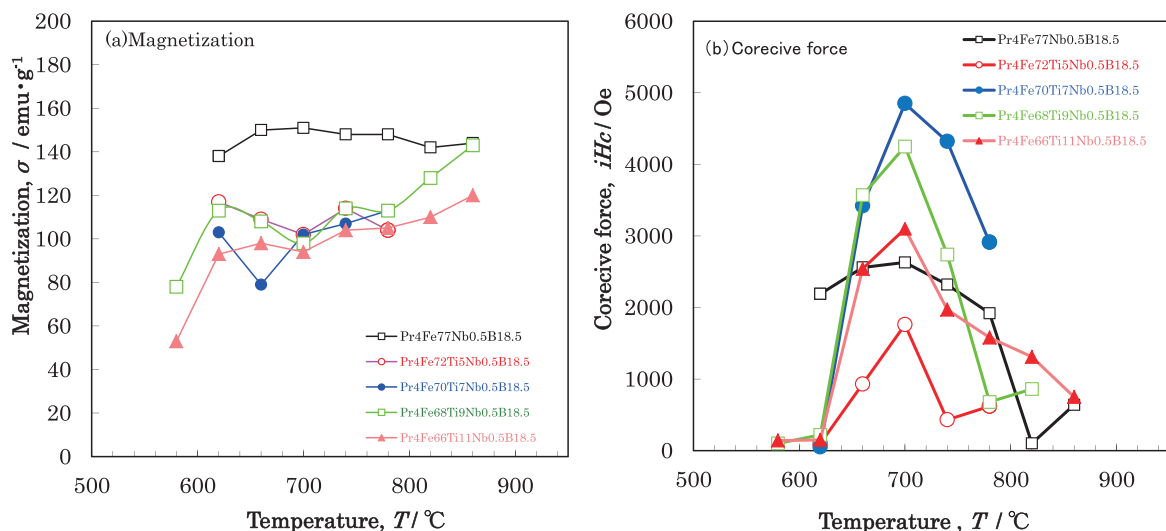 (a)Magnetization
200
180
160
140
120
100
80
60
40
20
0
500
600
700
800
900
Magnetization, σ / emu・g⁻¹
Temperature, T / ℃
Pr4Fe77Nb0.5B18.5
Pr4Fe72Ti5Nb0.5B18.5
Pr4Fe70Ti7Nb0.5B18.5
Pr4Fe68Ti9Nb0.5B18.5
Pr4Fe66Ti11Nb0.5B18.5
(b)Corecive force
6000
5000
4000
3000
2000
1000
0
500
600
700
800
900
Corecive force, iHc / Oe
Temperature , T / ℃
Pr4Fe77Nb0.5B18.5
Pr4Fe72Ti5Nb0.5B18.5
Pr4Fe70Ti7Nb0.5B18.5
Pr4Fe68Ti9Nb0.5B18.5
Pr4Fe66Ti11Nb0.5B18.5